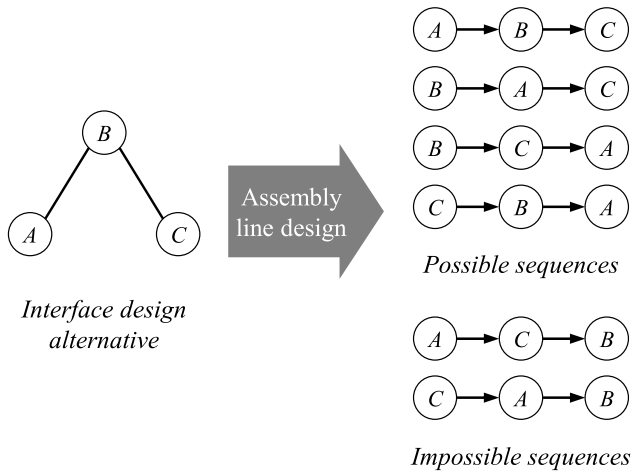 B
A
C
Interface design
alternative
Assembly
line design
A B C
B A C
B C A
C B A
Possible sequences
A C B
C A B
Impossible sequences